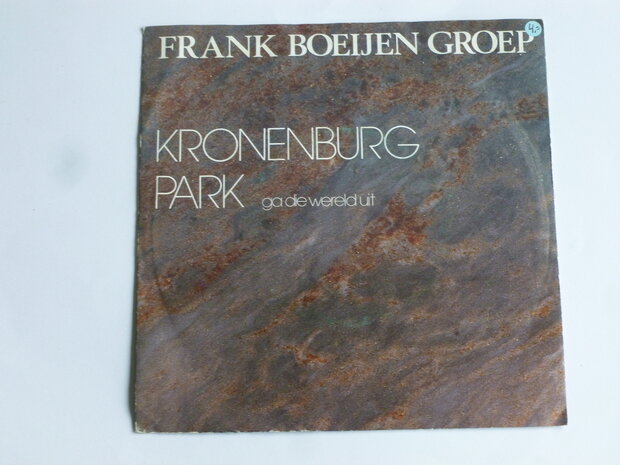 FRANK BOEIJEN GROEP
KRONENBURG
PARK ga die wereld uit